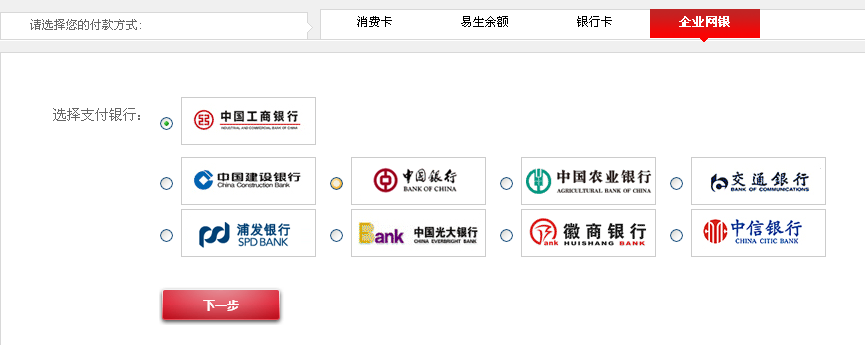 请选择您的付款方式:
消费卡 易生余额 银行卡 企业网银
选择支付银行：
中国工商银行
INDUSTRIAL AND COMMERCIAL BANK OF CHINA
中国建设银行
China Construction Bank
中国银行
BANK OF CHINA
中国农业银行
AGRICULTURAL BANK OF CHINA
交通銀行
BANK OF COMMUNICATIONS
浦发银行
SPD BANK
Bank
中国光大银行
CHINA EVERBRIGHT BANK
Bank
徽商银行
HUISHANG BANK
中信银行
CHINA CITIC BANK
下一步